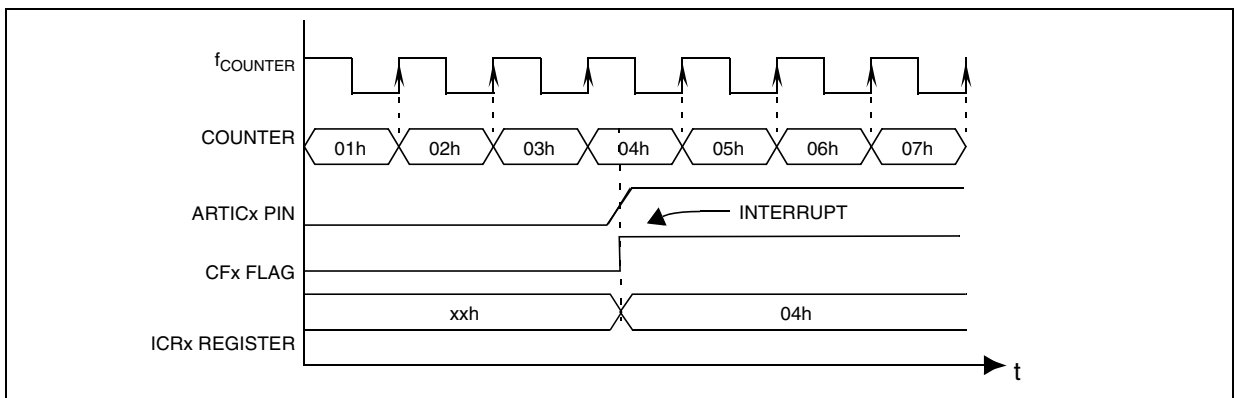 fCOUNTER
COUNTER
01h 02h 03h 04h 05h 06h 07h
ARTICx PIN
INTERRUPT
CFx FLAG
xxh 04h
ICRx REGISTER
t